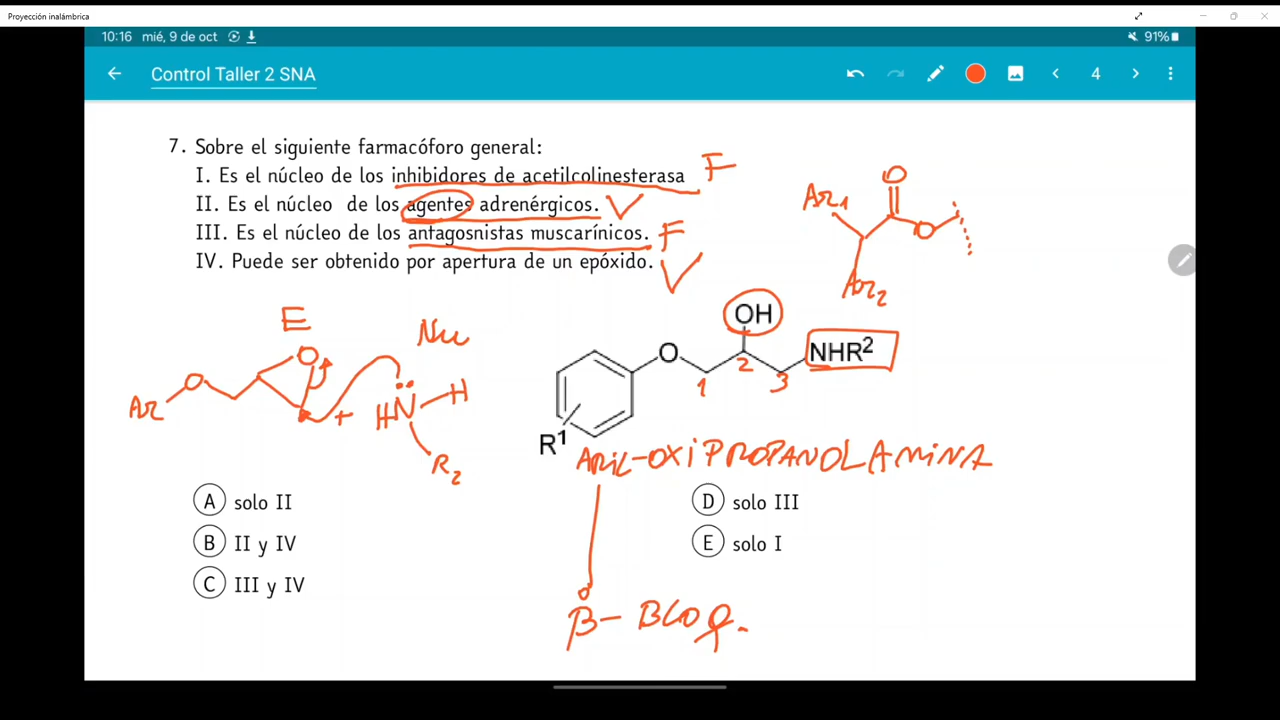 Proyección inalámbrica
10:16 mié, 9 de oct 91%
Control Taller 2 SNA 4
7. Sobre el siguiente farmacóforo general:
I. Es el núcleo de los inhibidores de acetilcolinesterasa F
II. Es el núcleo de los agentes adrenérgicos.
III. Es el núcleo de los antagosnistas muscarínicos. F
IV. Puede ser obtenido por apertura de un epóxido.
Ar1 O
O
Ar2
E Nu
O
Ar O
+ HN H
R2
OH
O NHR²
1 2 3
R¹
ARIL-OXIPROPANOLAMINA
A solo II
B II y IV
C III y IV
D solo III
E solo I
β-BLOQ.